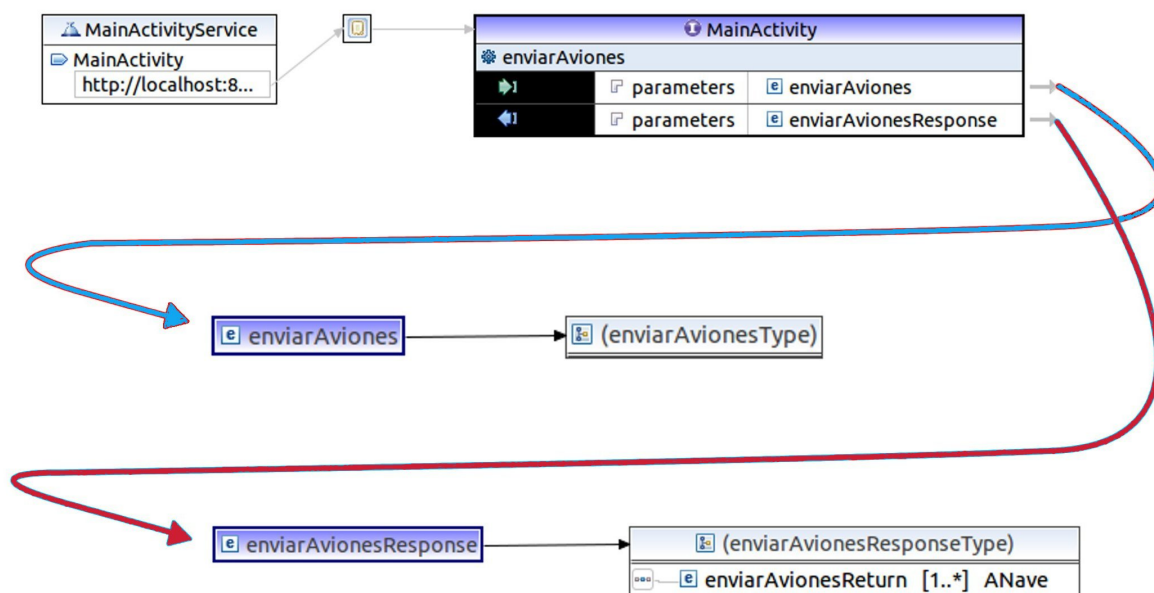 MainActivityService
MainActivity
http://localhost:8...
MainActivity
enviarAviones
parameters enviarAviones
parameters enviarAvionesResponse
enviarAviones
(enviarAvionesType)
enviarAvionesResponse
(enviarAvionesResponseType)
enviarAvionesReturn [1..*] ANave